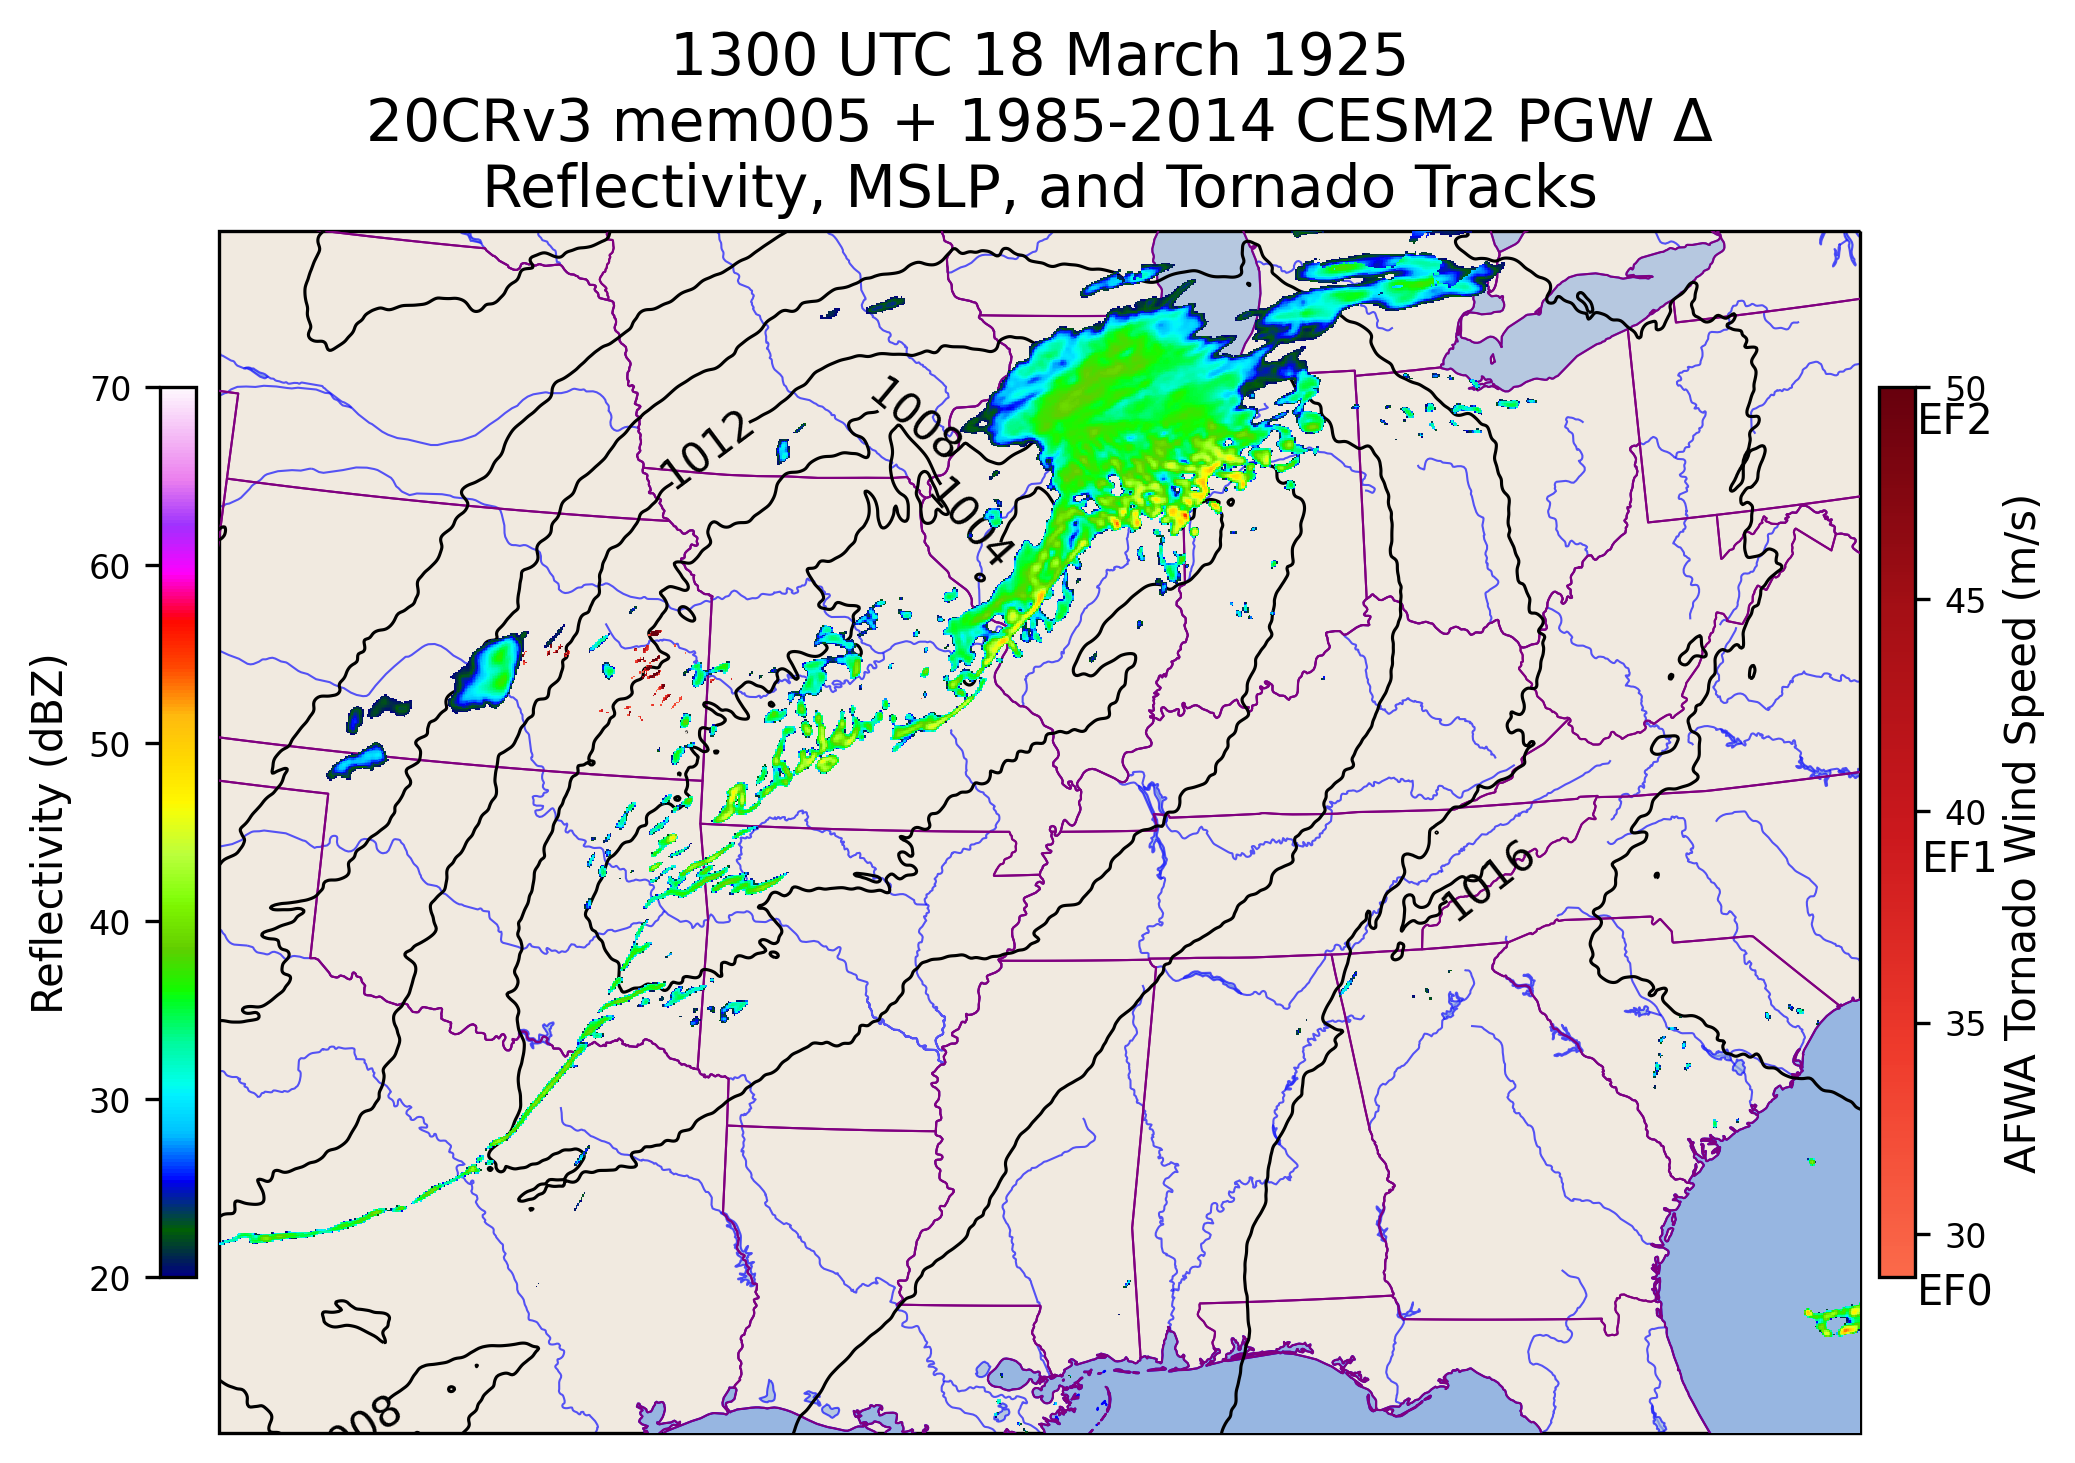 1300 UTC 18 March 1925
20CRv3 mem005 + 1985-2014 CESM2 PGW Δ
Reflectivity, MSLP, and Tornado Tracks
70
60
50
40
30
20
Reflectivity (dBZ)
1012
1008
1004
1016
008
50
EF2
45
40
EF1
35
30
EF0
AFWA Tornado Wind Speed (m/s)